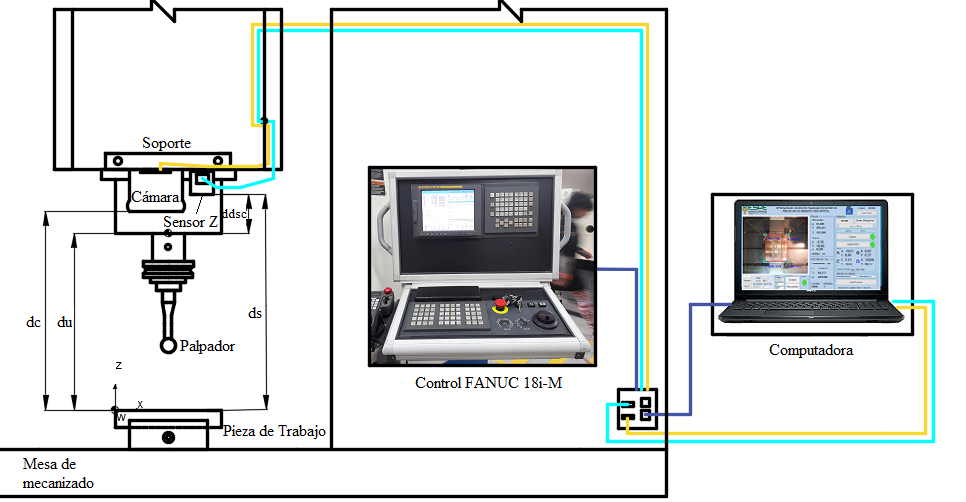 Soporte
Cámara
Sensor Z
ddsc
dc
du
ds
Palpador
Z
X
W
Pieza de Trabajo
Mesa de
mecanizado
Control FANUC 18i-M
Computadora